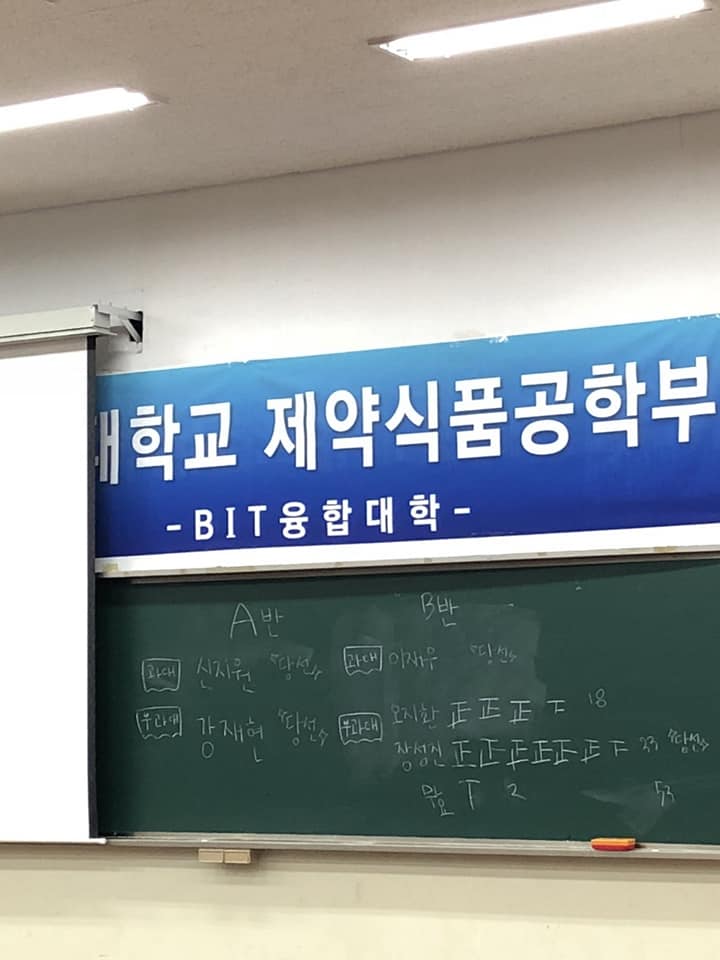 대학교 제약식품공학부
-BIT융합대학-
A반
과대 신지원 "당선"
부과대 강재현 "당선"
B반
과대 이재유 "당선"
부과대 오지환 正 正 正 下 18
장성진 正 正 正 正 正 正 下 33 "당선"
무효 T 2
53